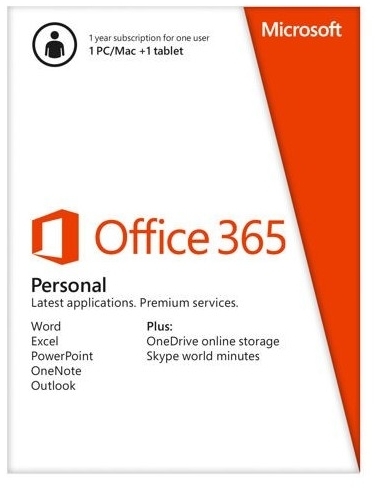 1 year subscription for one user
1 PC/Mac +1 tablet
Microsoft
Office 365
Personal
Latest applications. Premium services.
Word
Excel
PowerPoint
OneNote
Outlook
Plus:
OneDrive online storage
Skype world minutes